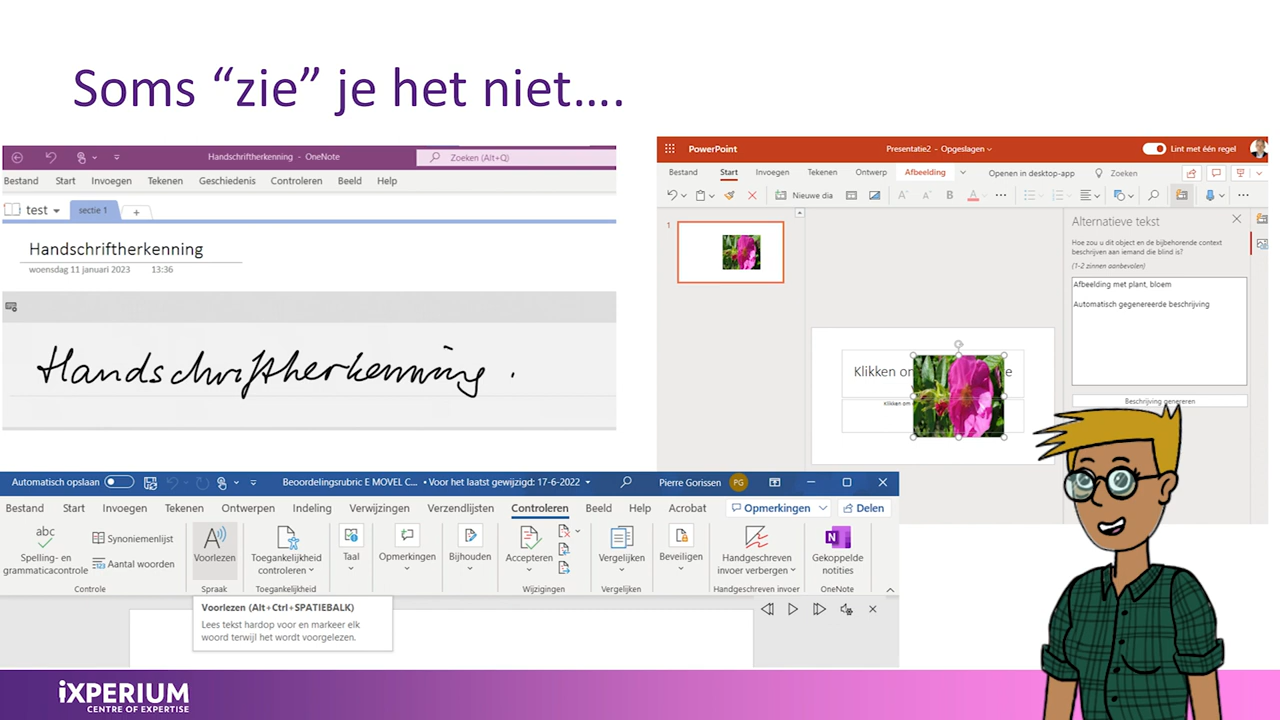 Soms “zie” je het niet….
Handschriftherkenning - OneNote
Zoeken (Alt+Q)
Bestand Start Invoegen Tekenen Geschiedenis Controleren Beeld Help
test sectie 1 +
Handschriftherkenning
woensdag 11 januari 2023 13:36
Handschriftherkenning.
PowerPoint Presentatie2 - Opgeslagen Lint met één regel
Bestand Start Invoegen Tekenen Ontwerp Afbeelding Openen in desktop-app Zoeken
Nieuwe dia
1
Alternatieve tekst
Hoe zou u dit object en de bijbehorende context
beschrijven aan iemand die blind is?
(1-2 zinnen aanbevolen)
Afbeelding met plant, bloem
Automatisch gegenereerde beschrijving
Beschrijving genereren
Klikken om
Klikken om
Automatisch opslaan Beoordelingsrubric E MOVEL C... • Voor het laatst gewijzigd: 17-6-2022 Pierre Gorissen PG
Bestand Start Invoegen Tekenen Ontwerpen Indeling Verwijzingen Verzendlijsten Controleren Beeld Help Acrobat Opmerkingen Delen
abc
Spelling- en
grammaticacontrole
Synoniemenlijst
Aantal woorden
Controle
Voorlezen
Spraak
Toegankelijkheid
controleren
Toegankelijkheid
Taal
Opmerkingen
Bijhouden
Accepteren
Wijzigingen
Vergelijken
Vergelijken
Beveiligen
Handgeschreven
invoer verbergen
Handgeschreven invoer
N
Gekoppelde
notities
OneNote
Voorlezen (Alt+Ctrl+SPATIEBALK)
Lees tekst hardop voor en markeer elk
woord terwijl het wordt voorgelezen.
iXPERIUM
CENTRE OF EXPERTISE